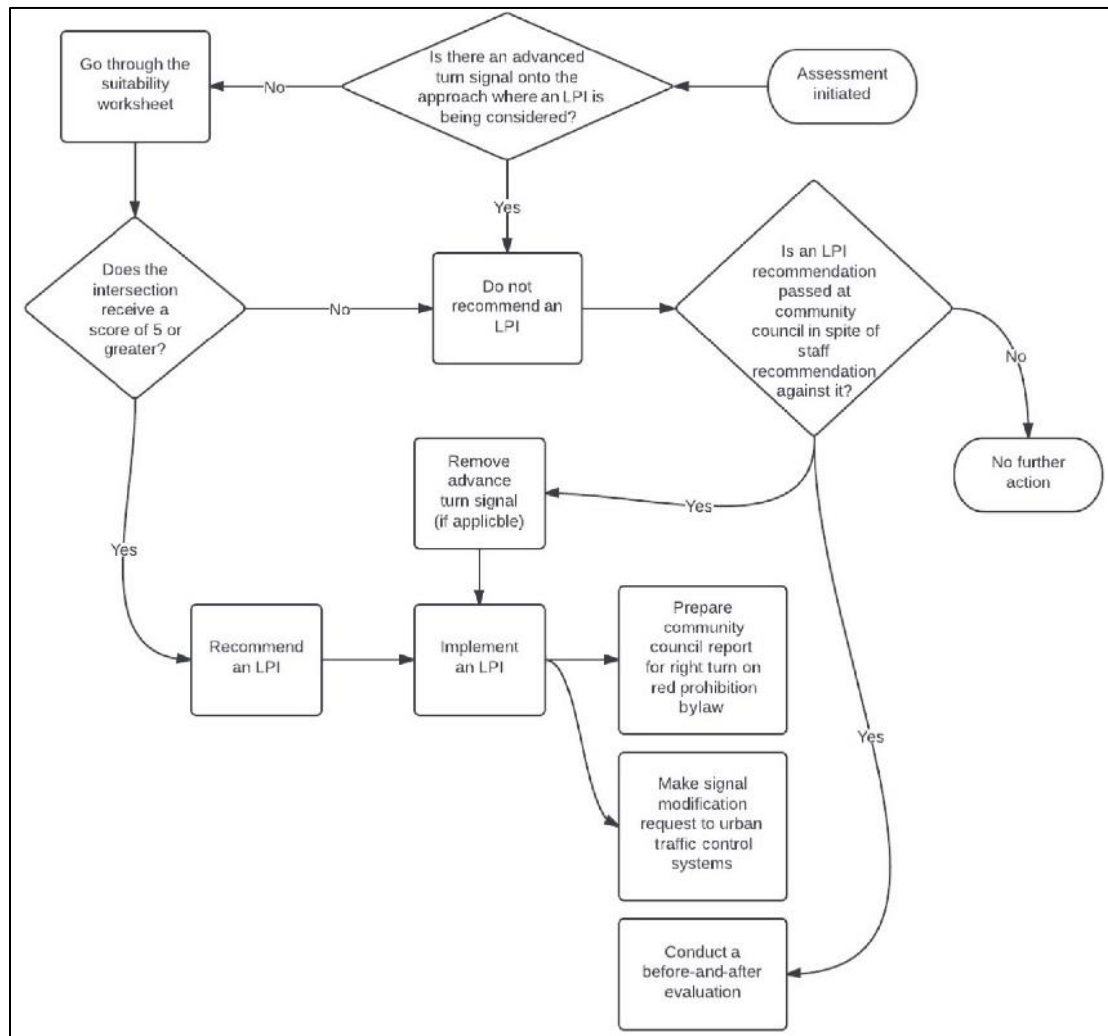 Go through the
suitability
worksheet
No
Is there an advanced
turn signal onto the
approach where an LPI is
being considered?
Assessment
initiated
Yes
Does the
intersection
receive a
score of 5 or
greater?
No
Do not
recommend an
LPI
Is an LPI
recommendation
passed at
community
council in spite of
staff
recommendation
against it?
No
No further
action
Remove
advance
turn signal
(if applicble)
Yes
Yes
Recommend
an LPI
Implement
an LPI
Prepare
community
council report
for right turn on
red prohibition
bylaw
Yes
Make signal
modification
request to urban
traffic control
systems
Conduct a
before-and-after
evaluation